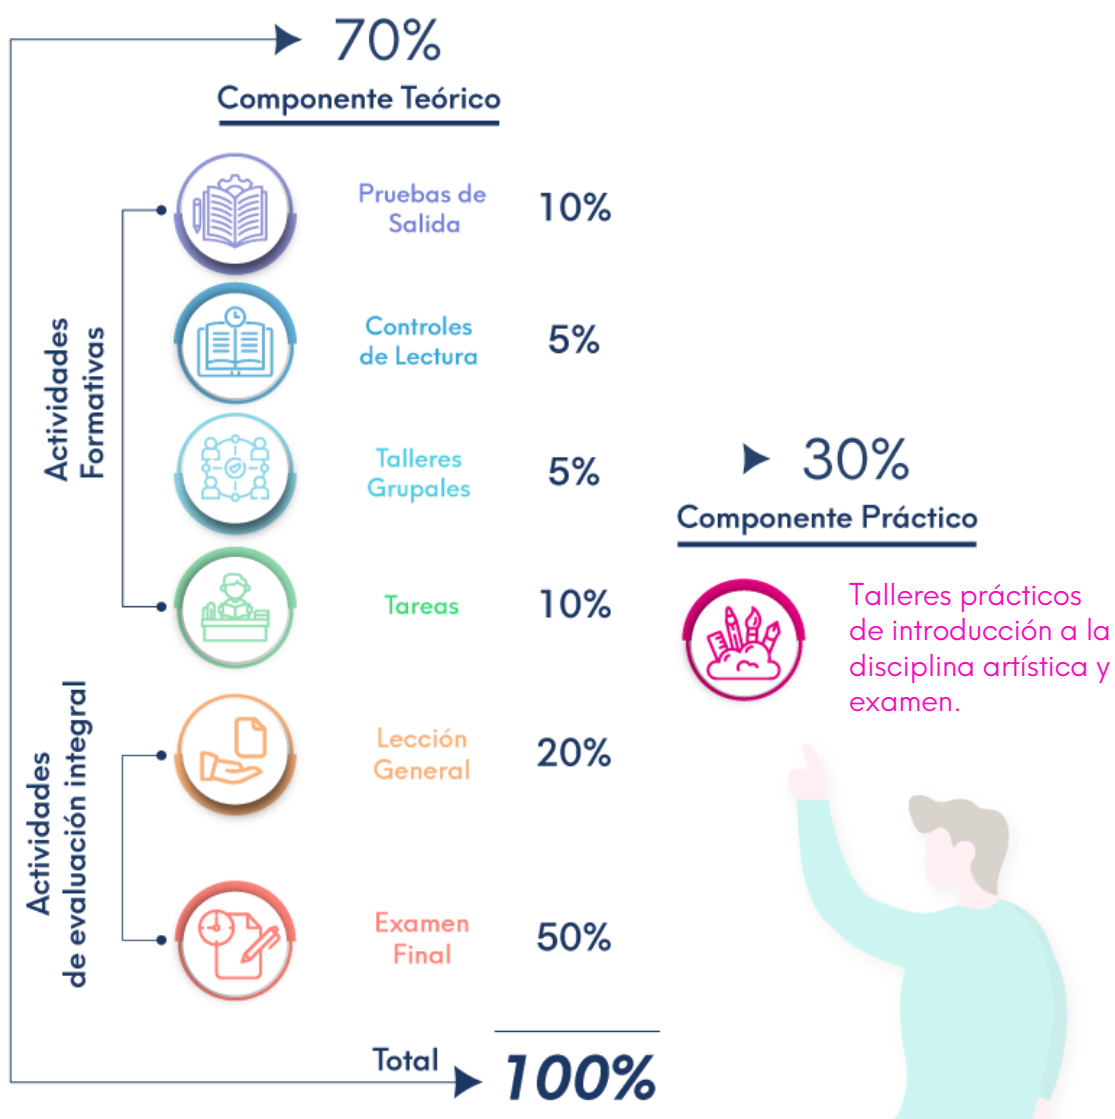 70%
Componente Teórico
Actividades
Formativas
Pruebas de
Salida
10%
Controles
de Lectura
5%
Talleres
Grupales
5%
Tareas
10%
Actividades
de evaluación integral
Lección
General
20%
Examen
Final
50%
Total
100%
30%
Componente Práctico
Talleres prácticos
de introducción a la
disciplina artística y
examen.